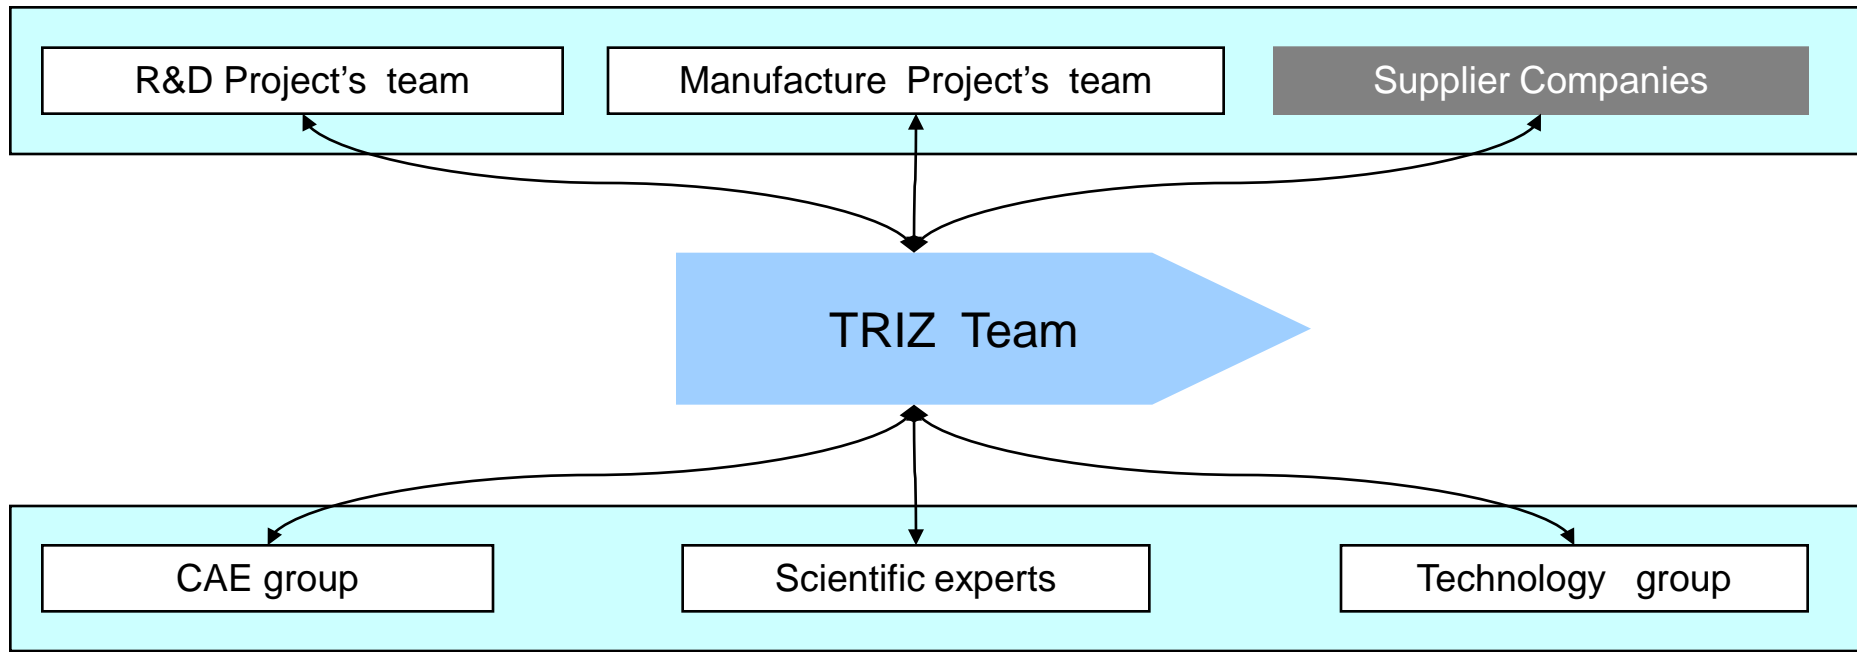 R&D Project’s team
Manufacture Project’s team
Supplier Companies
TRIZ Team
CAE group
Scientific experts
Technology group